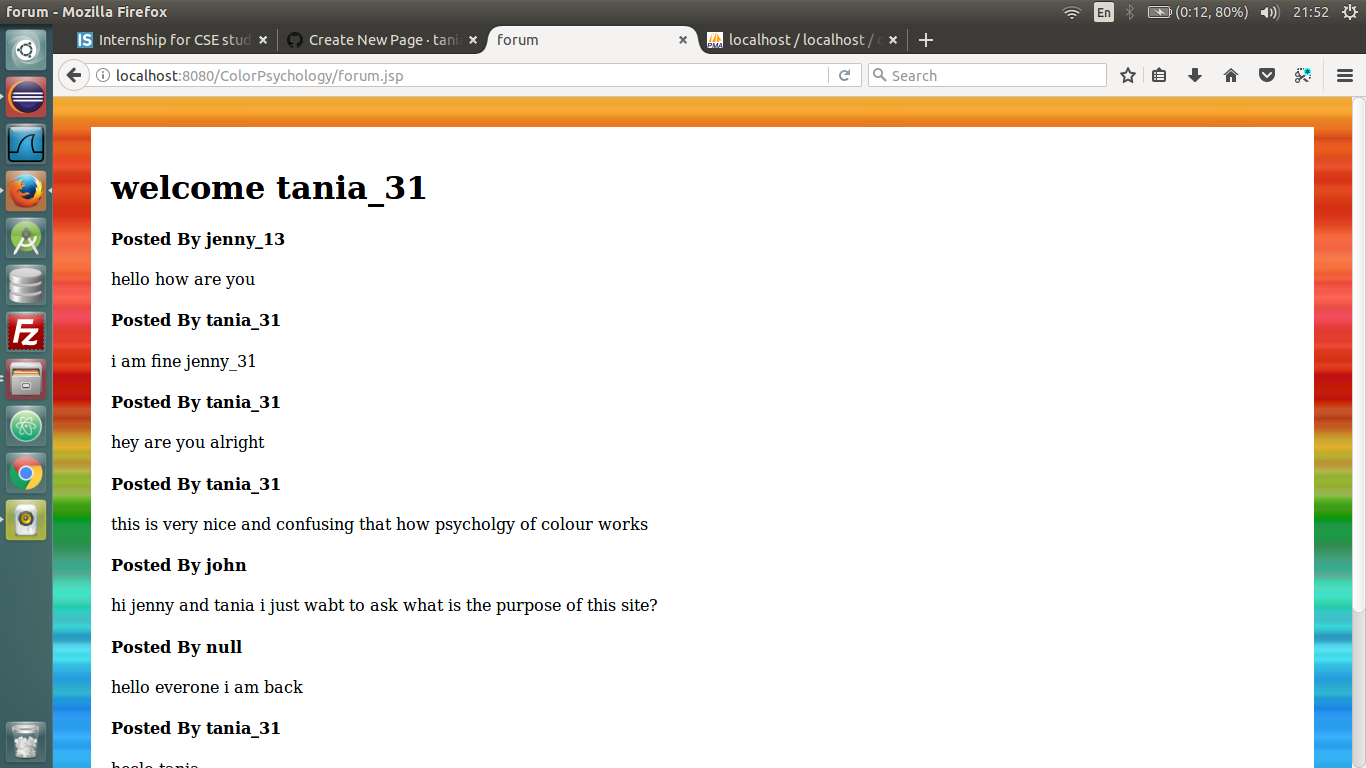 forum - Mozilla Firefox
En
(0:12, 80%)
21:52
IS
Internship for CSE stud
Create New Page · tani
forum
PMA
localhost / localhost /
localhost:8080/ColorPsychology/forum.jsp
Search
welcome tania_31
Posted By jenny_13
hello how are you
Posted By tania_31
i am fine jenny_31
Posted By tania_31
hey are you alright
Posted By tania_31
this is very nice and confusing that how psycholgy of colour works
Posted By john
hi jenny and tania i just wabt to ask what is the purpose of this site?
Posted By null
hello everone i am back
Posted By tania_31
Fz